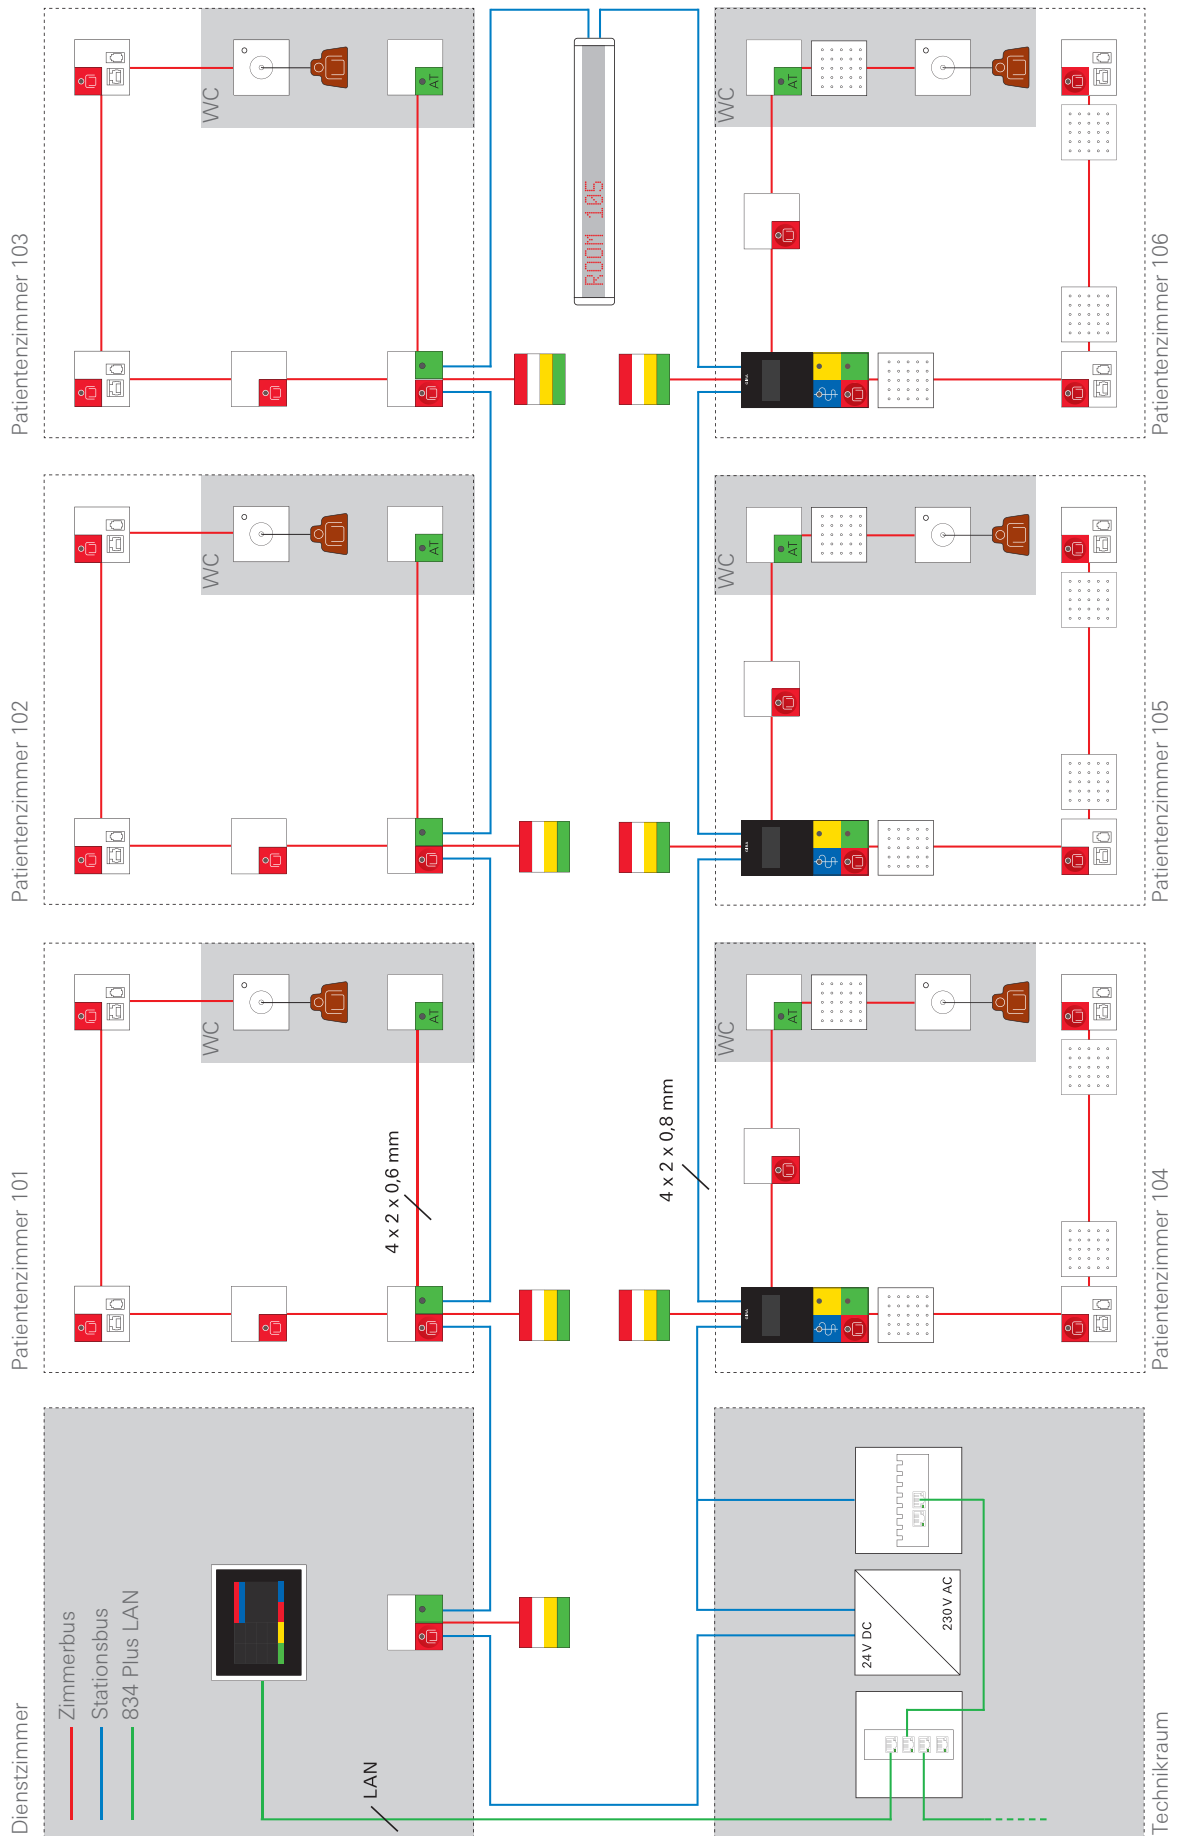 Dienstzimmer
Patientenzimmer 101
Patientenzimmer 102
Patientenzimmer 103
Zimmerbus
Stationsbus
834 Plus LAN
WC
WC
WC
LAN
4 x 2 x 0,6 mm
AT
AT
AT
ROOM 105
4 x 2 x 0,8 mm
WC
WC
WC
AT
AT
AT
24 V DC
230 V AC
Technikraum
Patientenzimmer 104
Patientenzimmer 105
Patientenzimmer 106